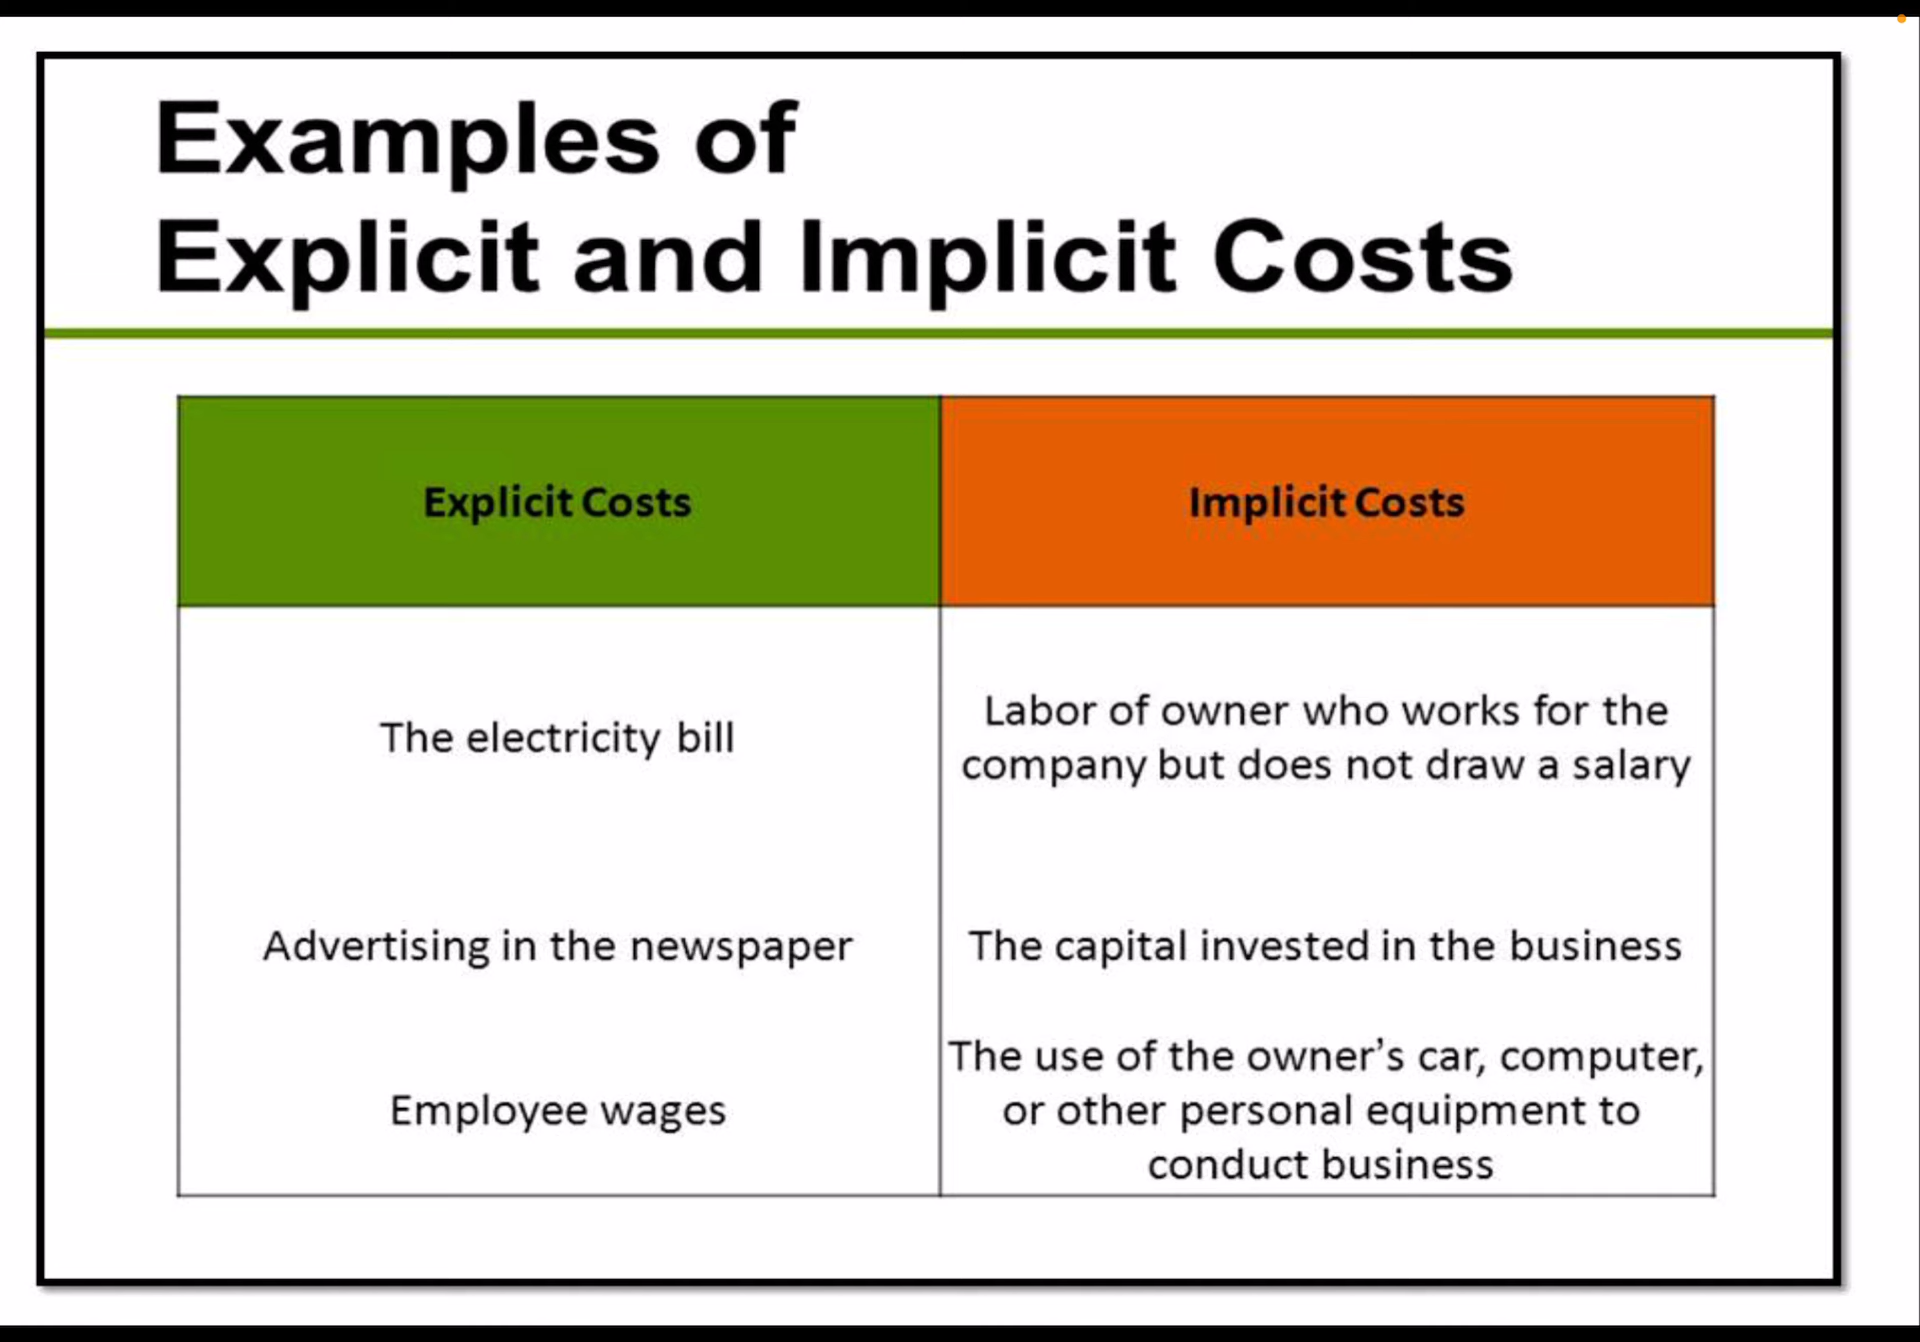 Examples of
Explicit and Implicit Costs
Explicit Costs
Implicit Costs
The electricity bill
Labor of owner who works for the
company but does not draw a salary
Advertising in the newspaper
The capital invested in the business
Employee wages
The use of the owner’s car, computer,
or other personal equipment to
conduct business